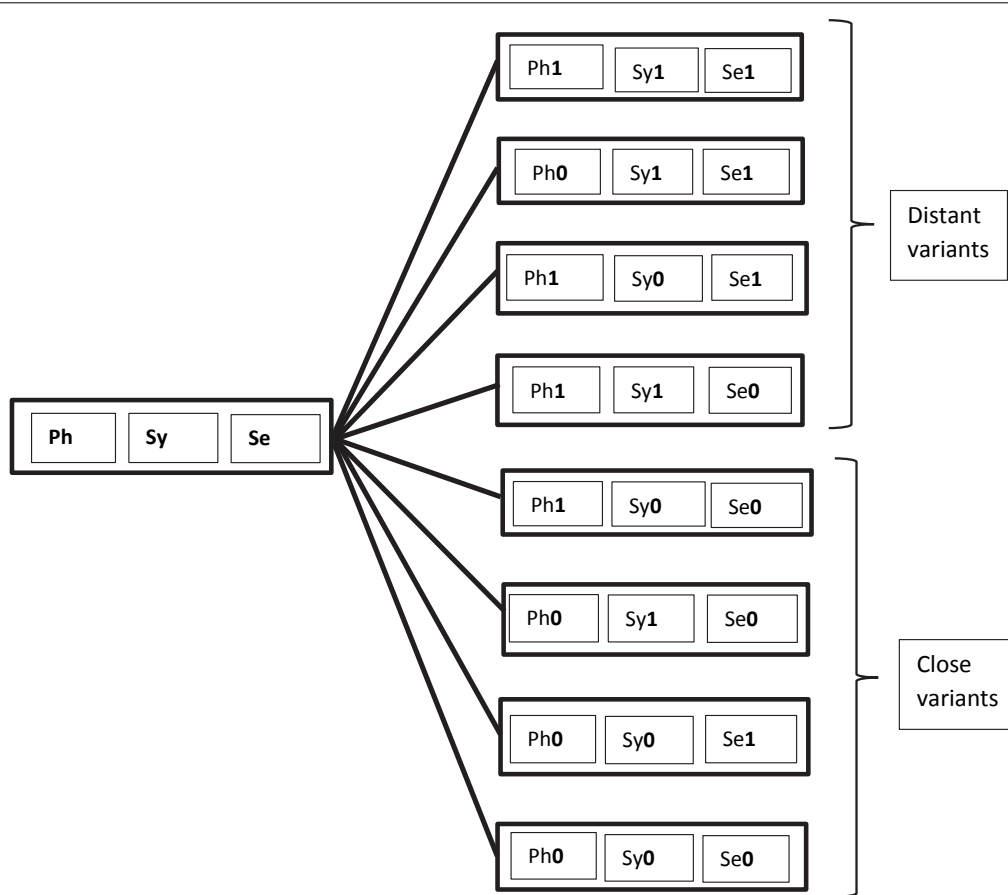 Ph1 Sy1 Se1
Ph0 Sy1 Se1
Distant
variants
Ph1 Sy0 Se1
Ph1 Sy1 Se0
Ph Sy Se
Ph1 Sy0 Se0
Ph0 Sy1 Se0
Close
variants
Ph0 Sy0 Se1
Ph0 Sy0 Se0